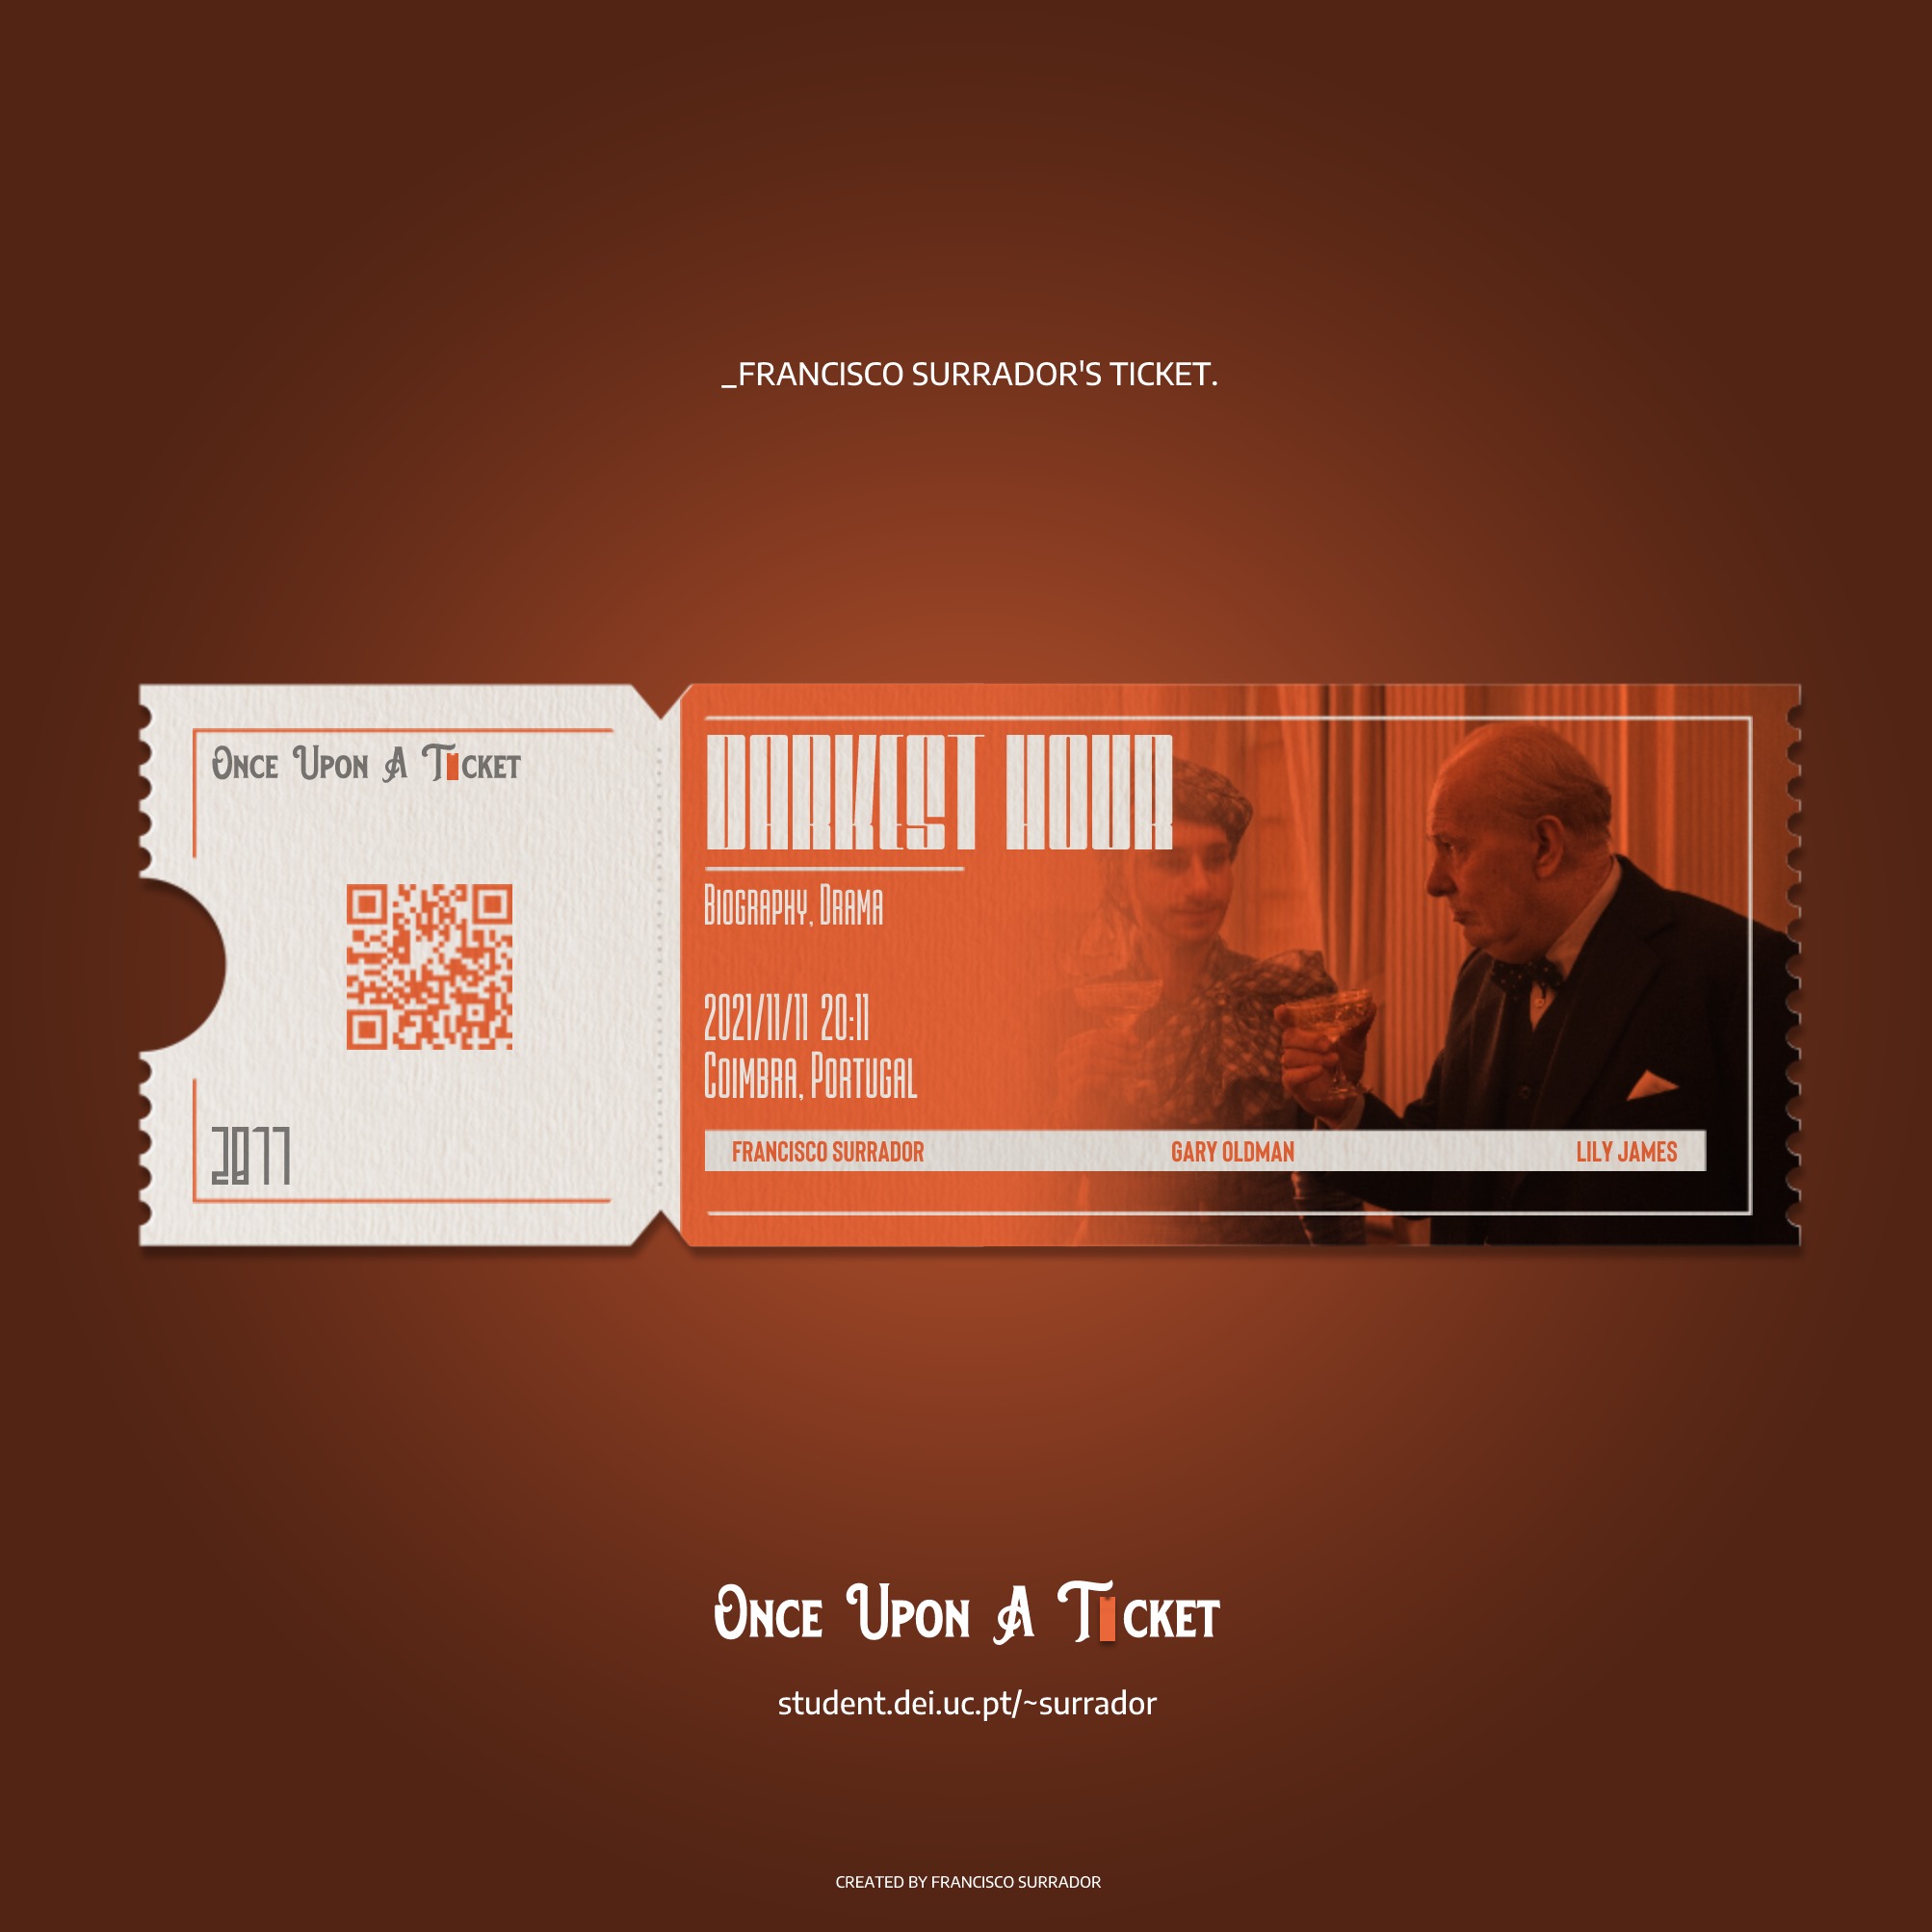 _FRANCISCO SURRADOR'S TICKET.
ONCE UPON A TICKET
2017
DARKEST HOUR
BIOGRAPHY, DRAMA
2021/11/11 20:11
COIMBRA, PORTUGAL
FRANCISCO SURRADOR GARY OLDMAN LILY JAMES
ONCE UPON A TICKET
student.dei.uc.pt/~surrador
CREATED BY FRANCISCO SURRADOR